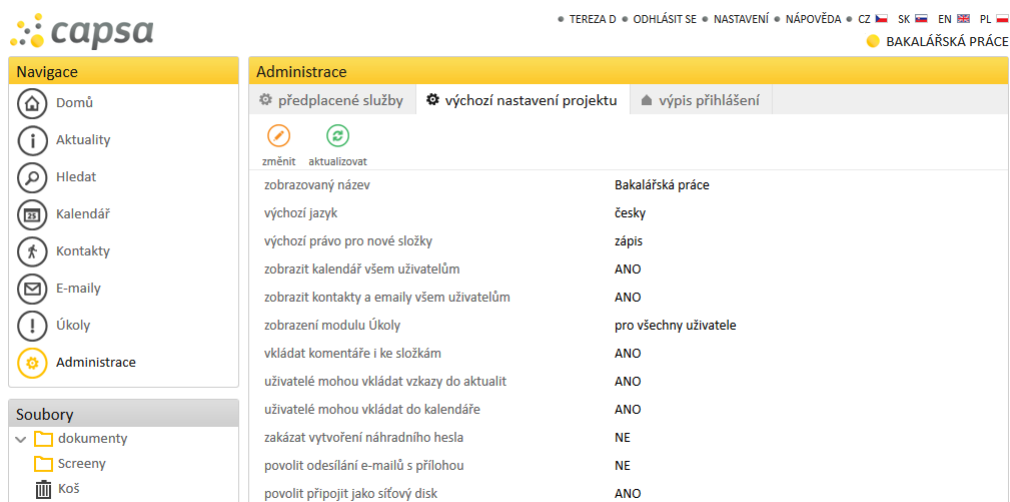 capsa
TEREZA D ODHLÁSIT SE NASTAVENÍ NÁPOVĚDA CZ SK EN PL
BAKALÁŘSKÁ PRÁCE
Navigace
Domů
Aktuality
Hledat
25 Kalendář
Kontakty
E-maily
Úkoly
Administrace
Soubory
dokumenty
Screeny
Koš
Administrace
předplacené služby výchozí nastavení projektu výpis přihlášení
změnit aktualizovat
zobrazovaný název Bakalářská práce
výchozí jazyk česky
výchozí právo pro nové složky zápis
zobrazit kalendář všem uživatelům ANO
zobrazit kontakty a emaily všem uživatelům ANO
zobrazení modulu Úkoly pro všechny uživatele
vkládat komentáře i ke složkám ANO
uživatelé mohou vkládat vzkazy do aktualit ANO
uživatelé mohou vkládat do kalendáře ANO
zakázat vytvoření náhradního hesla NE
povolit odesílání e-mailů s přílohou NE
povolit připojit jako síťový disk ANO